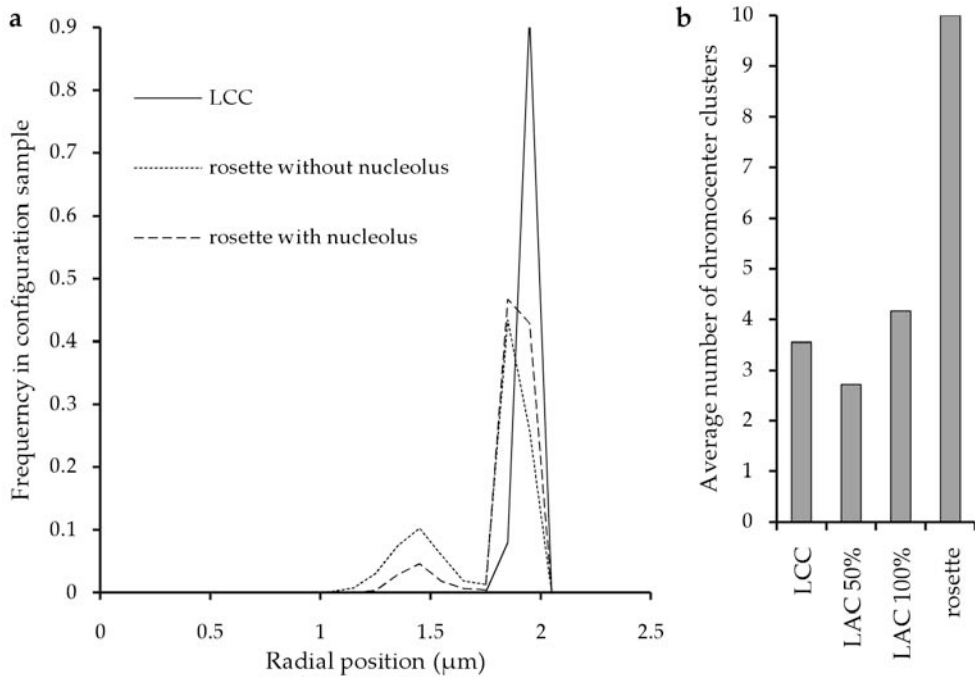 a
Frequerncy in configuration sample
0.9
0.8
0.7
0.6
0.5
0.4
0.3
0.2
0.1
0
LCC
rosette without nucleolus
rosette with nucleolus
0 0.5 1 1.5 2 2.5
Radial position (μm)
b
Average number of chromocenter clusters
10
9
8
7
6
5
4
3
2
1
0
LCC
LAC 50%
LAC 100%
rosette